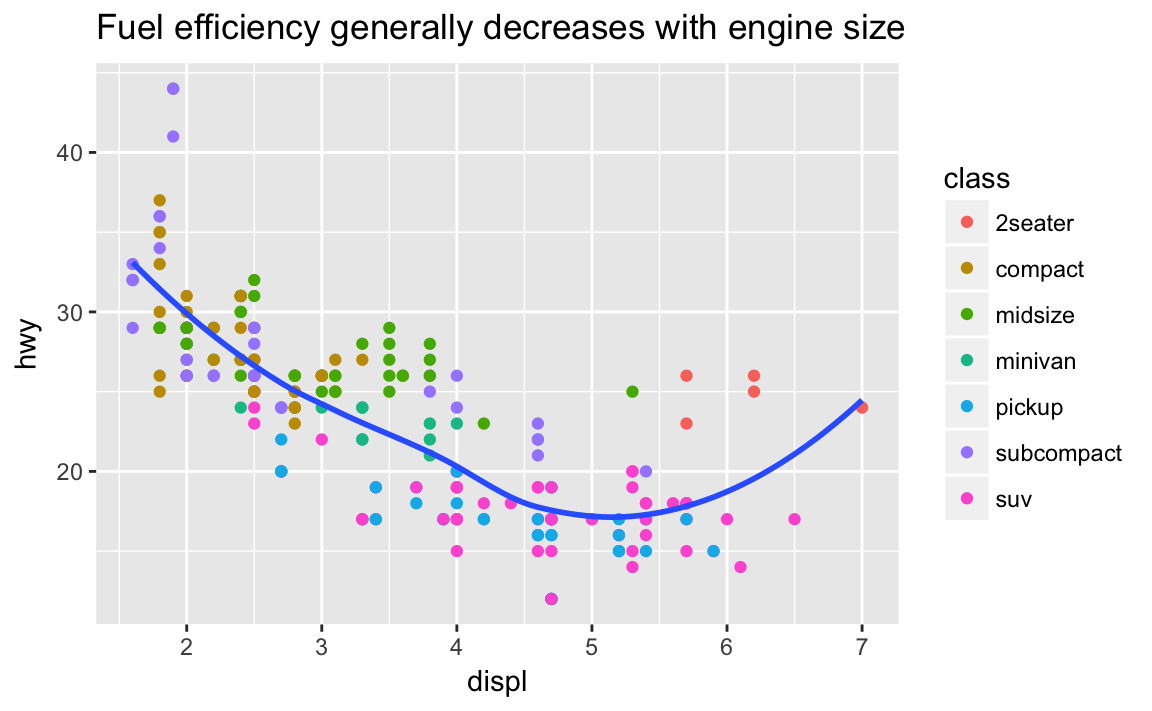 Fuel efficiency generally decreases with engine size
40
30
20
hwy
2 3 4 5 6 7
displ
class
2seater
compact
midsize
minivan
pickup
subcompact
suv